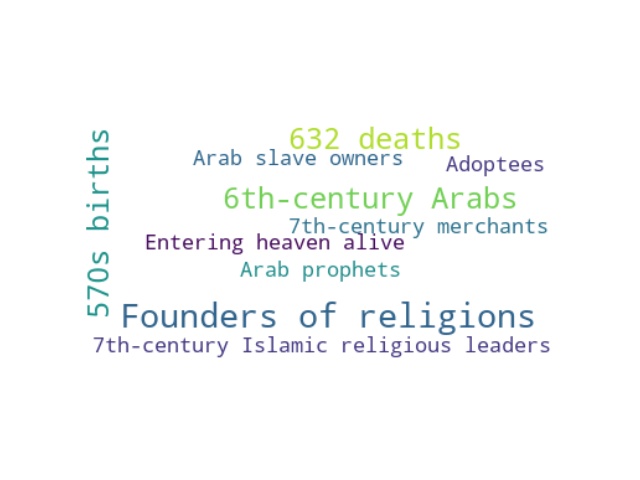 632 deaths
Arab slave owners
Adoptees
570s births
6th-century Arabs
7th-century merchants
Entering heaven alive
Arab prophets
Founders of religions
7th-century Islamic religious leaders